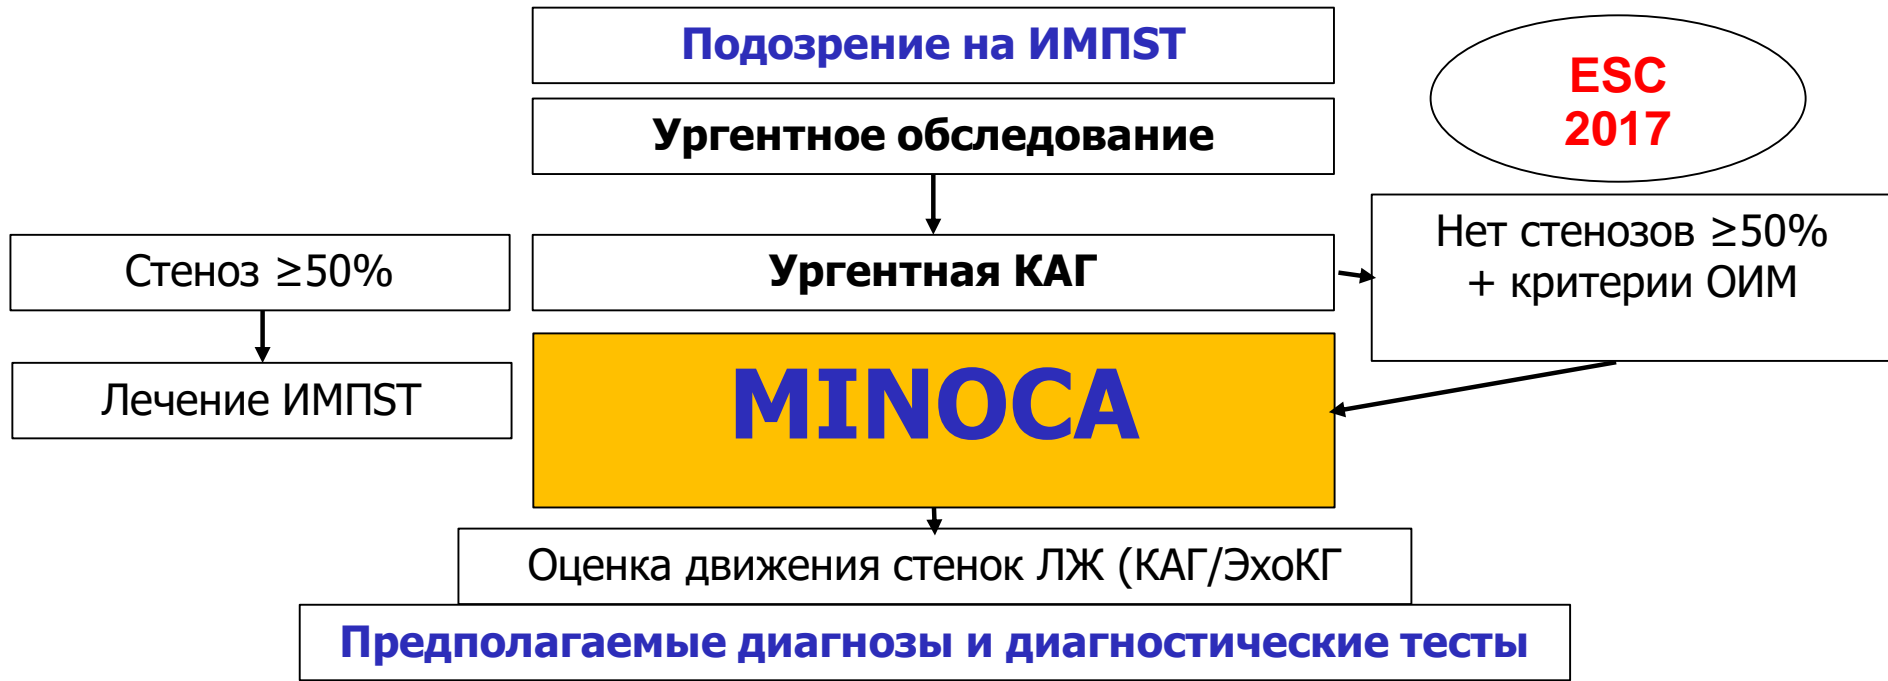 Подозрение на ИМПST
ESC
2017
Ургентное обследование
Стеноз ≥50%
Ургентная КАГ
Нет стенозов ≥50%
+ критерии ОИМ
Лечение ИМПST
MINOCA
Оценка движения стенок ЛЖ (КАГ/ЭхоКГ
Предполагаемые диагнозы и диагностические тесты